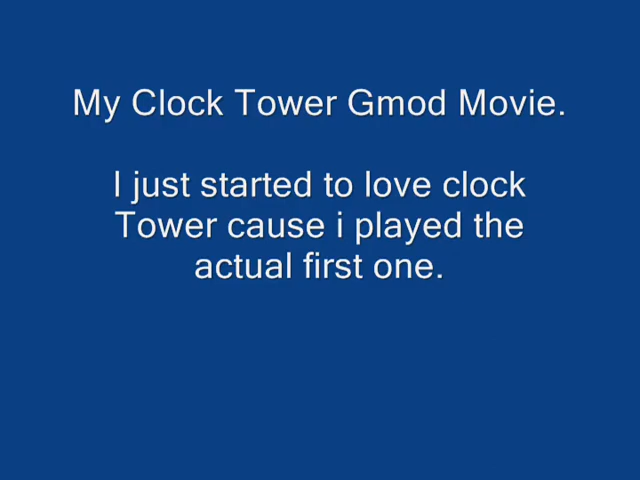 My Clock Tower Gmod Movie.
I just started to love clock
Tower cause i played the
actual first one.